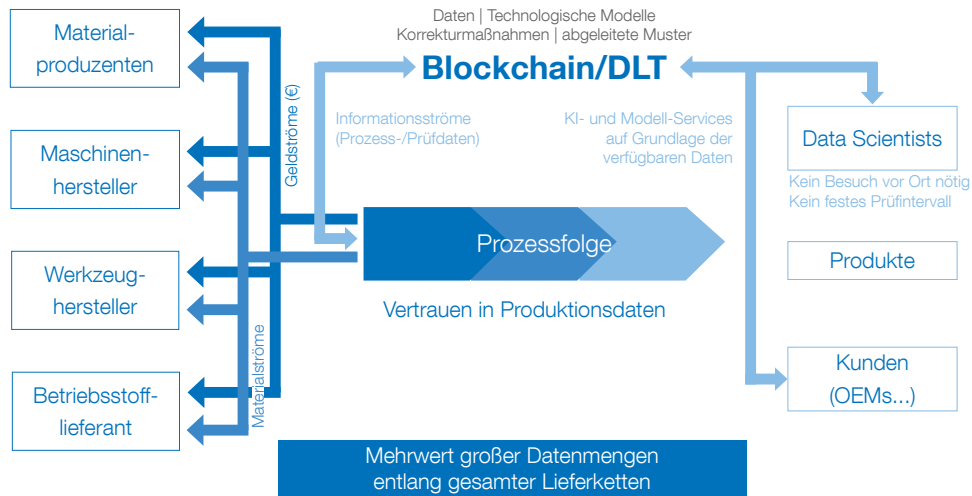 Daten | Technologische Modelle
Korrekturmaßnahmen | abgeleitete Muster
Blockchain/DLT
Material-
produzenten
Maschinen-
hersteller
Werkzeug-
hersteller
Betriebsstoff-
lieferant
Geldströme (€)
Materialströme
Informationsströme
(Prozess-/Prüfdaten)
KI- und Modell-Services
auf Grundlage der
verfügbaren Daten
Prozessfolge
Vertrauen in Produktionsdaten
Data Scientists
Kein Besuch vor Ort nötig
Kein festes Prüfintervall
Produkte
Kunden
(OEMs...)
Mehrwert großer Datenmengen
entlang gesamter Lieferketten